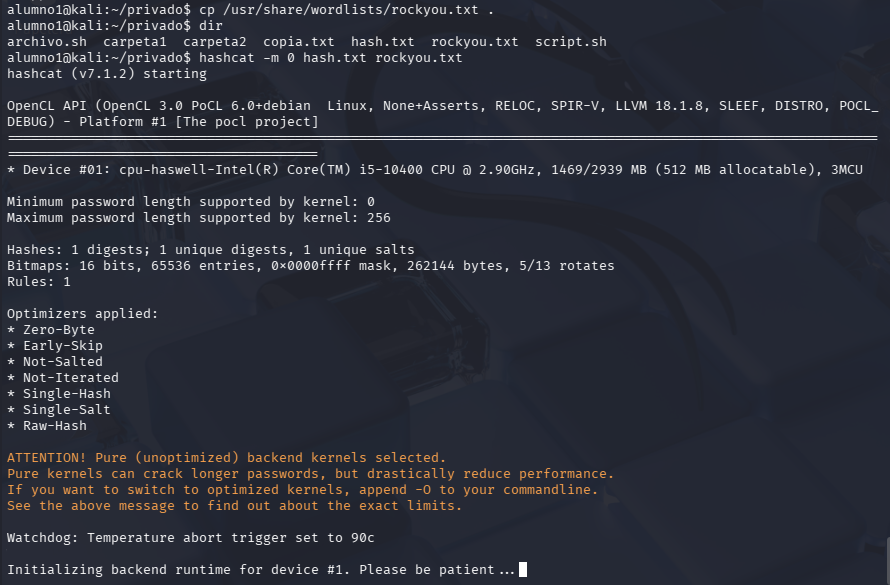 alumno1@kali:~/privado$ cp /usr/share/wordlists/rockyou.txt .
alumno1@kali:~/privado$ dir
archivo.sh  carpeta1  carpeta2  copia.txt  hash.txt  rockyou.txt  script.sh
alumno1@kali:~/privado$ hashcat -m 0 hash.txt rockyou.txt
hashcat (v7.1.2) starting

OpenCL API (OpenCL 3.0 PoCL 6.0+debian  Linux, None+Asserts, RELOC, SPIR-V, LLVM 18.1.8, SLEEF, DISTRO, POCL_
DEBUG) - Platform #1 [The pocl project]
=============================================================================================================
=======================================
* Device #01: cpu-haswell-Intel(R) Core(TM) i5-10400 CPU @ 2.90GHz, 1469/2939 MB (512 MB allocatable), 3MCU

Minimum password length supported by kernel: 0
Maximum password length supported by kernel: 256

Hashes: 1 digests; 1 unique digests, 1 unique salts
Bitmaps: 16 bits, 65536 entries, 0x0000ffff mask, 262144 bytes, 5/13 rotates
Rules: 1

Optimizers applied:
* Zero-Byte
* Early-Skip
* Not-Salted
* Not-Iterated
* Single-Hash
* Single-Salt
* Raw-Hash

ATTENTION! Pure (unoptimized) backend kernels selected.
Pure kernels can crack longer passwords, but drastically reduce performance.
If you want to switch to optimized kernels, append -O to your commandline.
See the above message to find out about the exact limits.

Watchdog: Temperature abort trigger set to 90c

Initializing backend runtime for device #1. Please be patient...